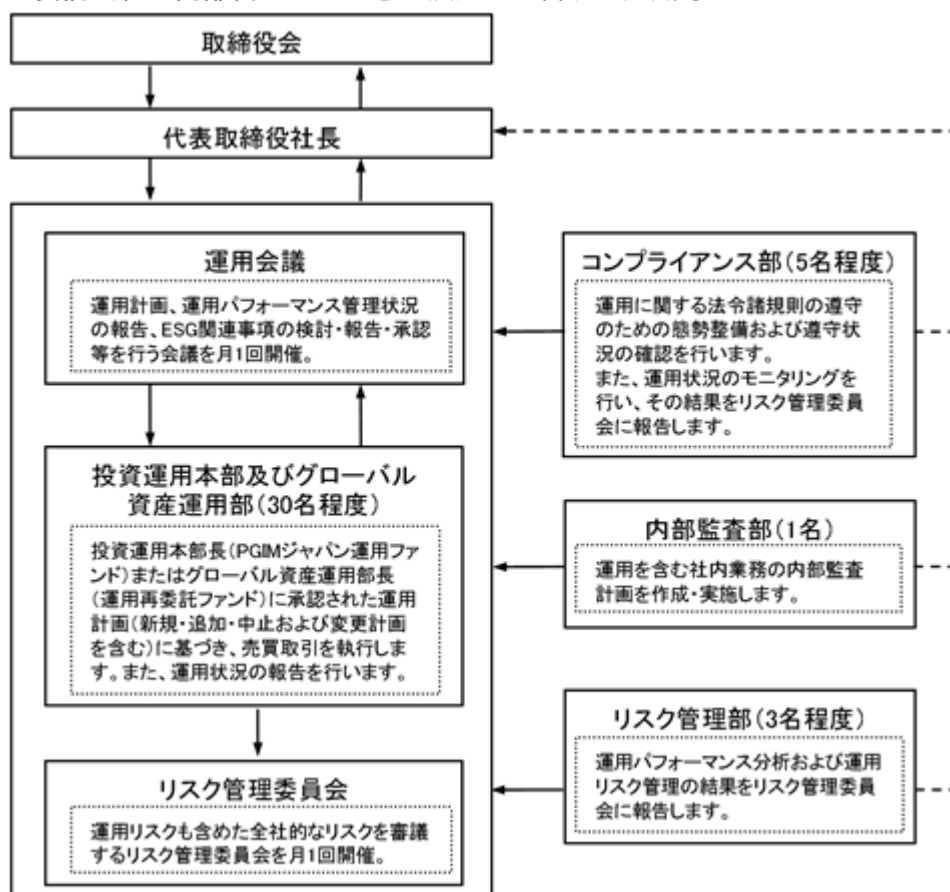 取締役会
代表取締役社長
運用会議
運用計画、運用パフォーマンス管理状況
の報告、ESG関連事項の検討・報告・承認
等を行う会議を月1回開催。
投資運用本部及びグローバル
資産運用部(30名程度)
投資運用本部長(PGIMジャパン運用ファ
ンド)またはグローバル資産運用部長
(運用再委託ファンド)に承認された運用
計画(新規・追加・中止および変更計画
を含む)に基づき、売買取引を執行しま
す。また、運用状況の報告を行います。
リスク管理委員会
運用リスクも含めた全社的なリスクを審議
するリスク管理委員会を月1回開催。
コンプライアンス部(5名程度)
運用に関する法令諸規則の遵守
のための態勢整備および遵守状
況の確認を行います。
また、運用状況のモニタリングを
行い、その結果をリスク管理委員
会に報告します。
内部監査部(1名)
運用を含む社内業務の内部監査
計画を作成・実施します。
リスク管理部(3名程度)
運用パフォーマンス分析および運用
リスク管理の結果をリスク管理委員
会に報告します。